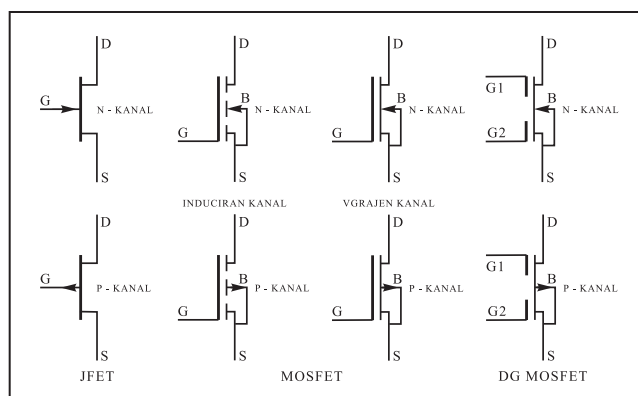 D D D D
G N - KANAL B N - KANAL B N - KANAL G1 B N - KANAL
G G G2
S S S S
INDUCIRAN KANAL VGRAJEN KANAL
D D D D
G P - KANAL B P - KANAL B P - KANAL G1 B P - KANAL
G G G2
S S S S
JFET MOSFET DG MOSFET